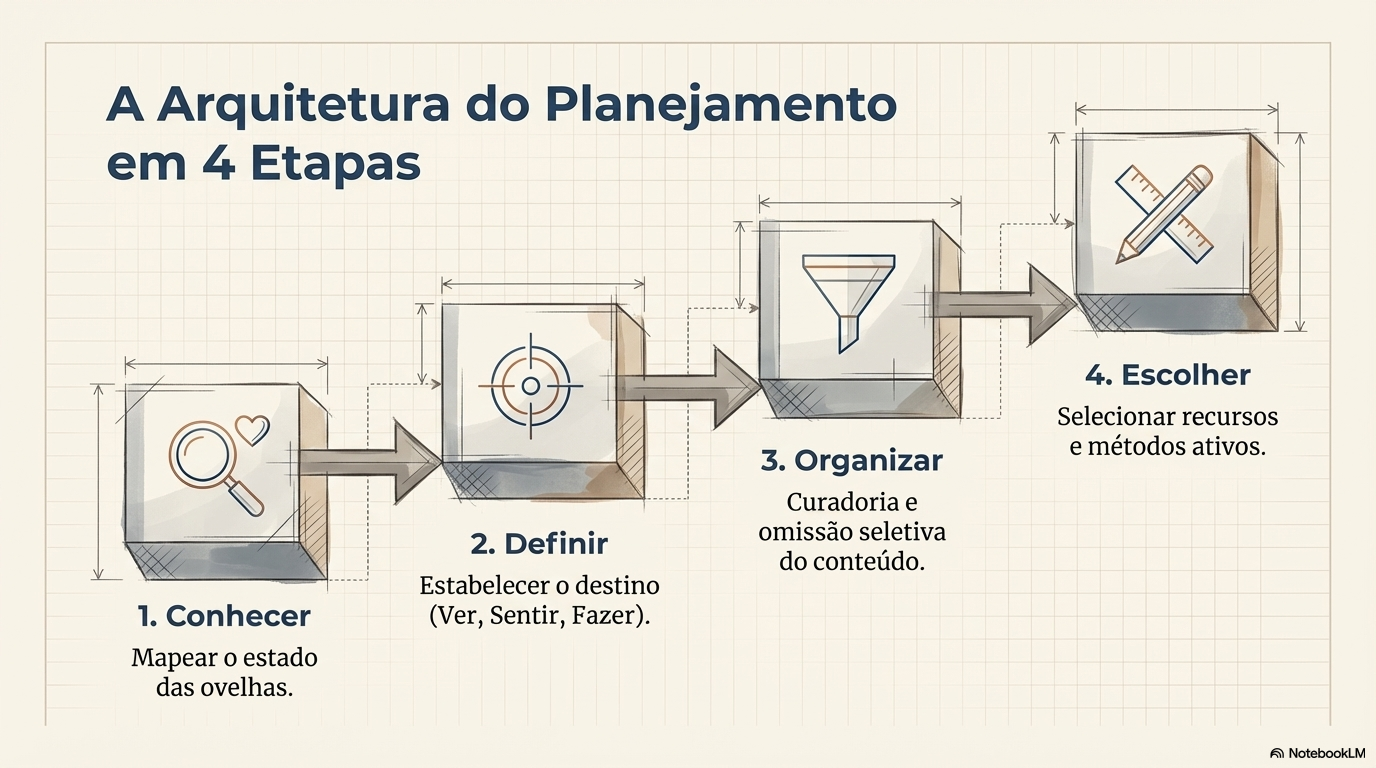 A Arquitetura do Planejamento
em 4 Etapas
1. Conhecer
Mapear o estado
das ovelhas.
2. Definir
Estabelecer o destino
(Ver, Sentir, Fazer).
3. Organizar
Curadoria e
omissão seletiva
do conteúdo.
4. Escolher
Selecionar recursos
e métodos ativos.
NotebookLM